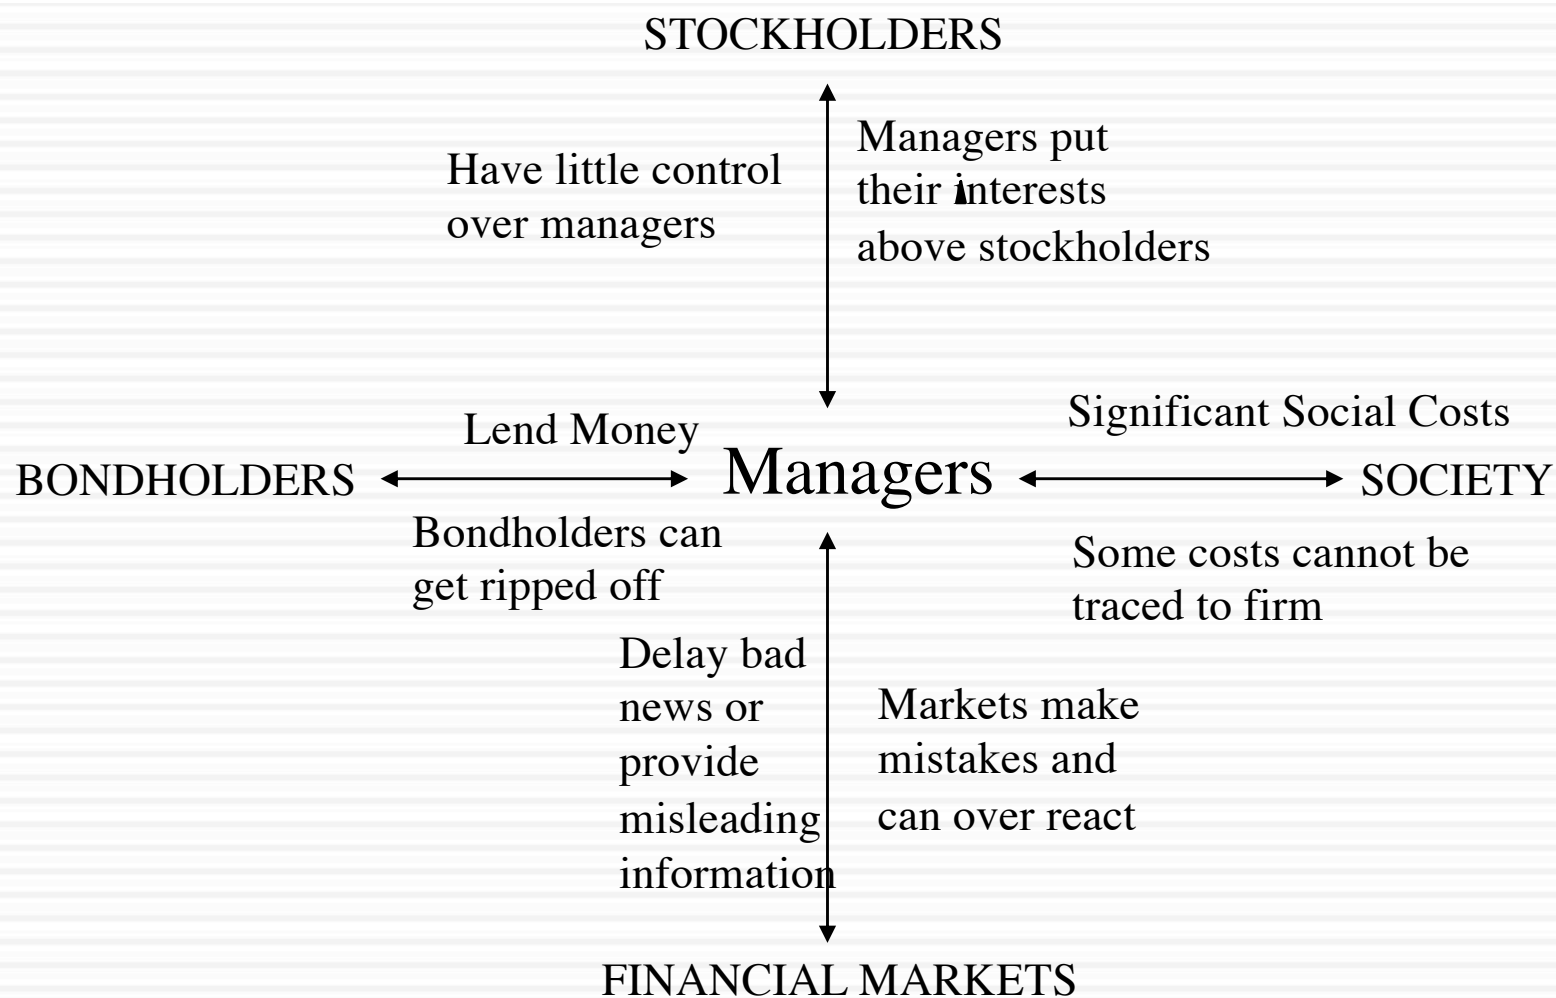 STOCKHOLDERS
Have little control
over managers
Managers put
their interests
above stockholders
Lend Money
BONDHOLDERS
Bondholders can
get ripped off
Managers
Significant Social Costs
SOCIETY
Some costs cannot be
traced to firm
Delay bad
news or
provide
misleading
information
Markets make
mistakes and
can over react
FINANCIAL MARKETS